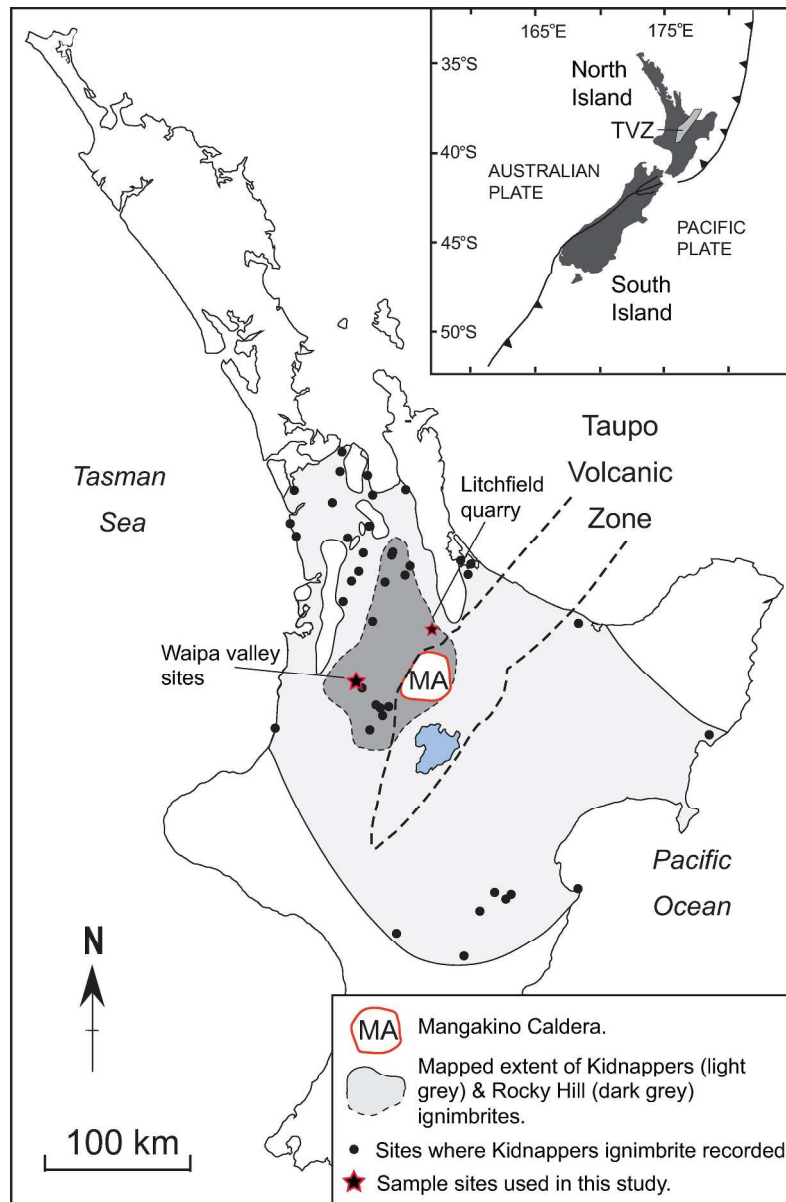 165°E
175°E
35°S
40°S
45°S
50°S
North
Island
TVZ
AUSTRALIAN
PLATE
PACIFIC
PLATE
South
Island
Tasman
Sea
Taupo
Volcanic
Zone
Litchfield
quarry
Waipa valley
sites
MA
Pacific
Ocean
N
100 km
MA
Mangakino Caldera.
Mapped extent of Kidnappers (light
grey) & Rocky Hill (dark grey)
ignimbrites.
Sites where Kidnappers ignimbrite recorded
Sample sites used in this study.